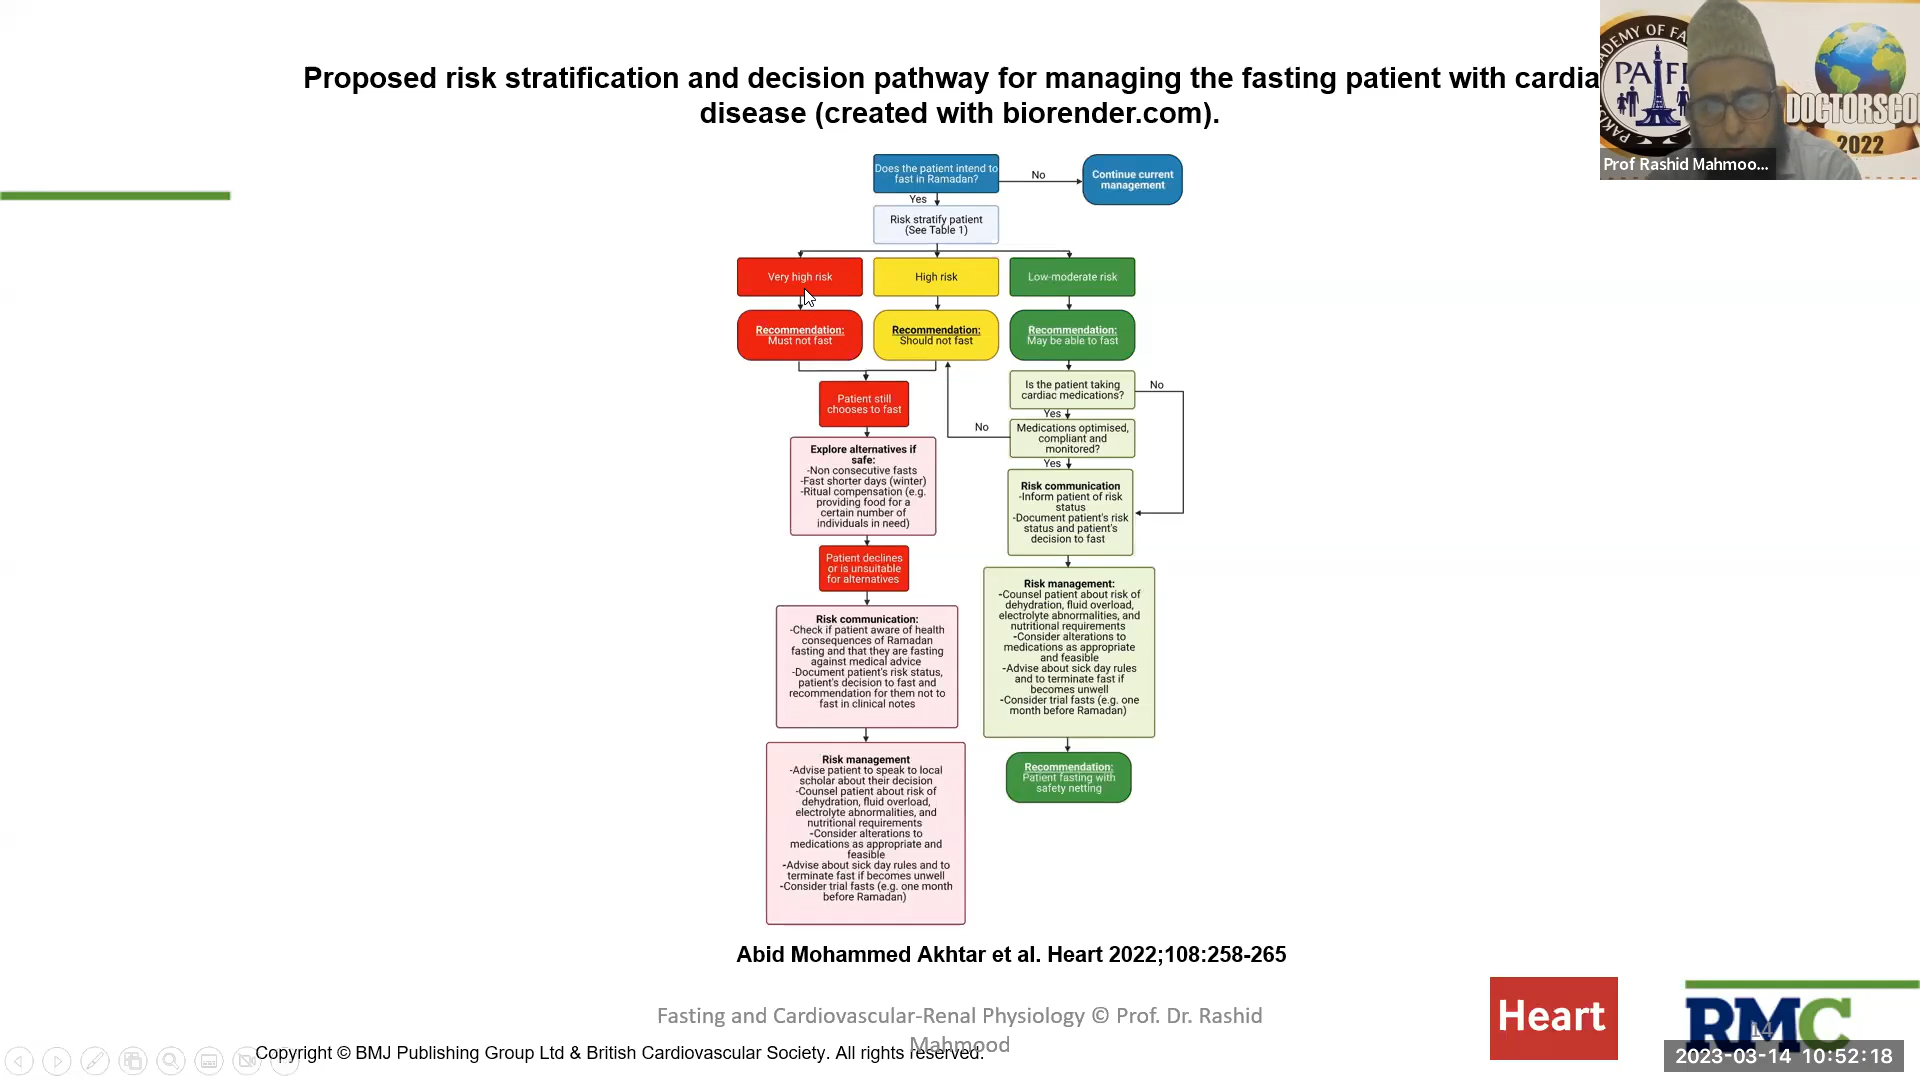 Proposed risk stratification and decision pathway for managing the fasting patient with cardia
disease (created with biorender.com).
PAIF
DOCTORSCO
2022
Prof Rashid Mahmoo...
Does the patient intend to
fast in Ramadan?
No
Continue current
management
Yes
Risk stratify patient
(See Table 1)
Very high risk
High risk
Low-moderate risk
Recommendation:
Must not fast
Recommendation:
Should not fast
Recommendation:
May be able to fast
Patient still
chooses to fast
Is the patient taking
cardiac medications?
No
Yes
No
Medications optimised,
compliant and
monitored?
Yes
Explore alternatives if
safe:
-Non consecutive fasts
-Fast shorter days (winter)
-Ritual compensation (e.g.
providing food for a
certain number of
individuals in need)
Risk communication
-Inform patient of risk
status
-Document patient's risk
status and patient's
decision to fast
Patient declines
or is unsuitable
for alternatives
Risk communication:
-Check if patient aware of health
consequences of Ramadan
fasting and that they are fasting
against medical advice
-Document patient's risk status,
patient's decision to fast and
recommendation for them not to
fast in clinical notes
Risk management:
-Counsel patient about risk of
dehydration, fluid overload,
electrolyte abnormalities, and
nutritional requirements
-Consider alterations to
medications as appropriate
and feasible
-Advise about sick day rules
and to terminate fast if
becomes unwell
-Consider trial fasts (e.g. one
month before Ramadan)
Risk management
-Advise patient to speak to local
scholar about their decision
-Counsel patient about risk of
dehydration, fluid overload,
electrolyte abnormalities, and
nutritional requirements
-Consider alterations to
medications as appropriate and
feasible
-Advise about sick day rules and to
terminate fast if becomes unwell
-Consider trial fasts (e.g. one month
before Ramadan)
Recommendation:
Patient fasting with
safety netting
Abid Mohammed Akhtar et al. Heart 2022;108:258-265
Heart
RMC
14
Fasting and Cardiovascular-Renal Physiology © Prof. Dr. Rashid
Mahmood
Copyright © BMJ Publishing Group Ltd & British Cardiovascular Society. All rights reserved.
2023-03-14 10:52:18